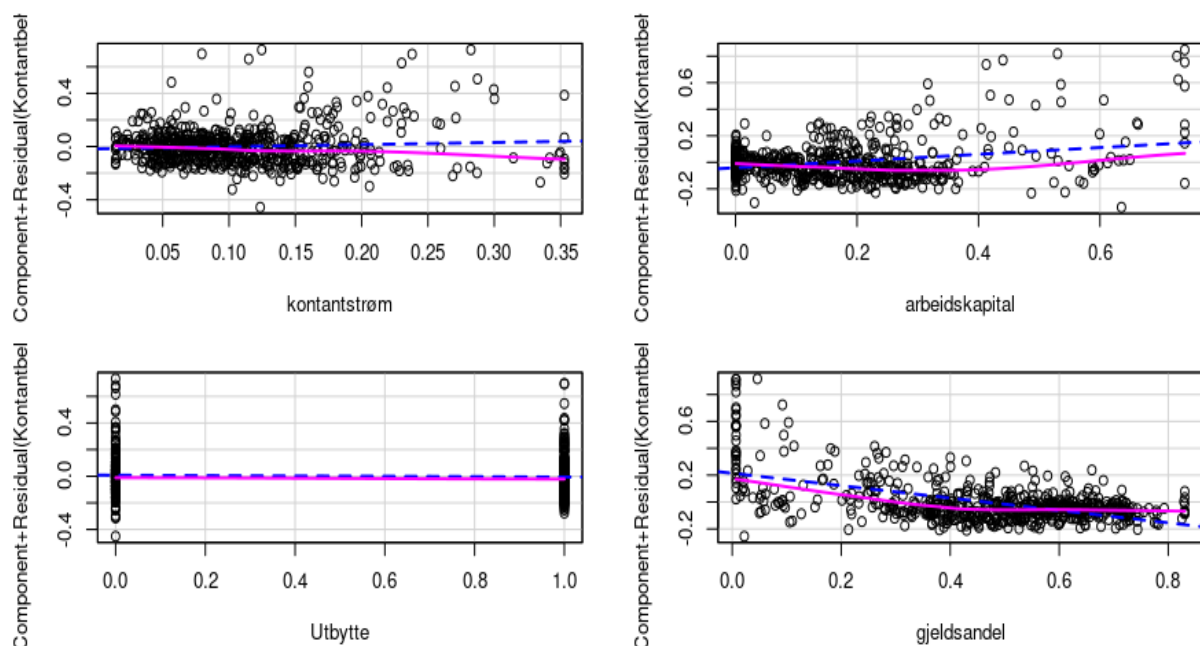 Component+Residual(Kontantbel
0.4
0.0
-0.4
0.05 0.10 0.15 0.20 0.25 0.30 0.35
kontantstrøm
Component+Residual(Kontantbel
0.6
0.2
-0.2
0.0 0.2 0.4 0.6
arbeidskapital
Component+Residual(Kontantbel
0.4
0.0
-0.4
0.0 0.2 0.4 0.6 0.8 1.0
Utbytte
Component+Residual(Kontantbel
0.6
0.2
-0.2
0.0 0.2 0.4 0.6 0.8
gjeldsandel